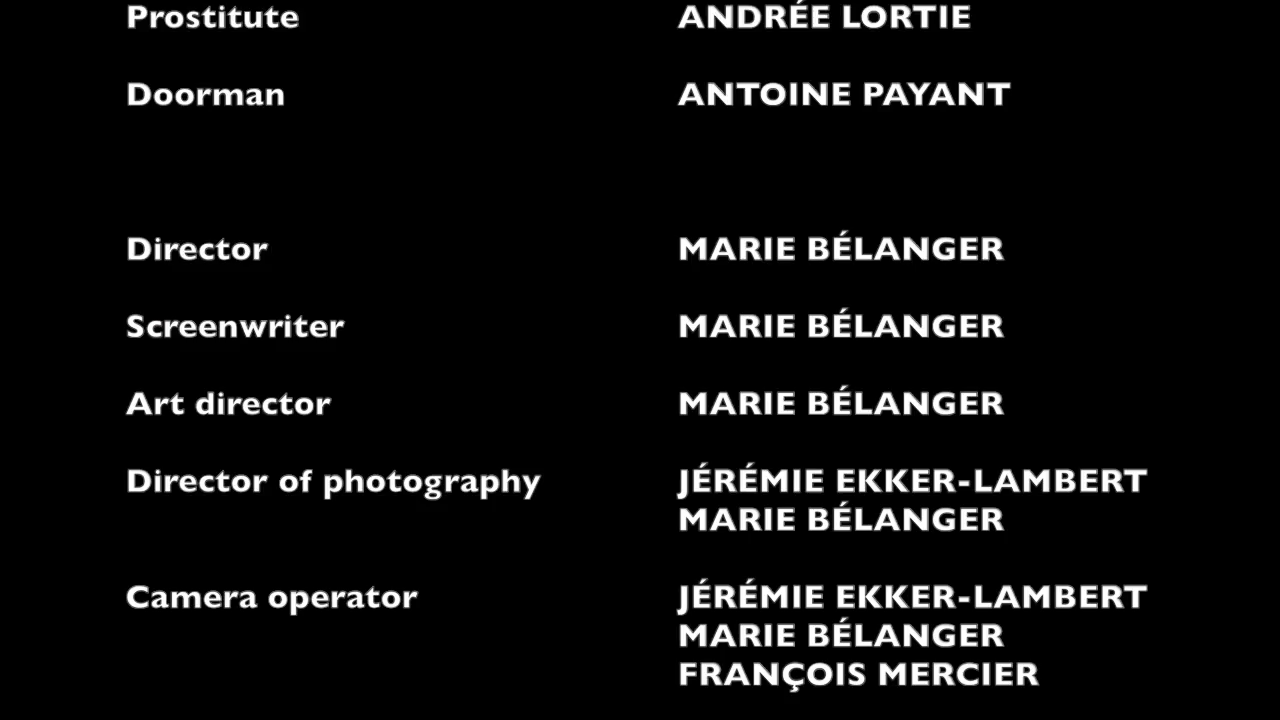 Prostitute ANDRÉE LORTIE
Doorman ANTOINE PAYANT
Director MARIE BÉLANGER
Screenwriter MARIE BÉLANGER
Art director MARIE BÉLANGER
Director of photography JÉRÉMIE EKKER-LAMBERT
MARIE BÉLANGER
Camera operator JÉRÉMIE EKKER-LAMBERT
MARIE BÉLANGER
FRANÇOIS MERCIER